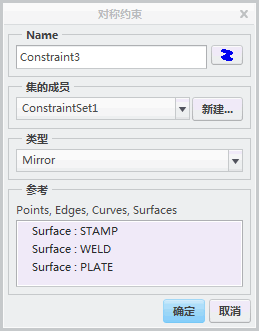 对称约束
Name
Constraint3
集的成员
ConstraintSet1
新建...
类型
Mirror
参考
Points, Edges, Curves, Surfaces
Surface : STAMP
Surface : WELD
Surface : PLATE
确定
取消